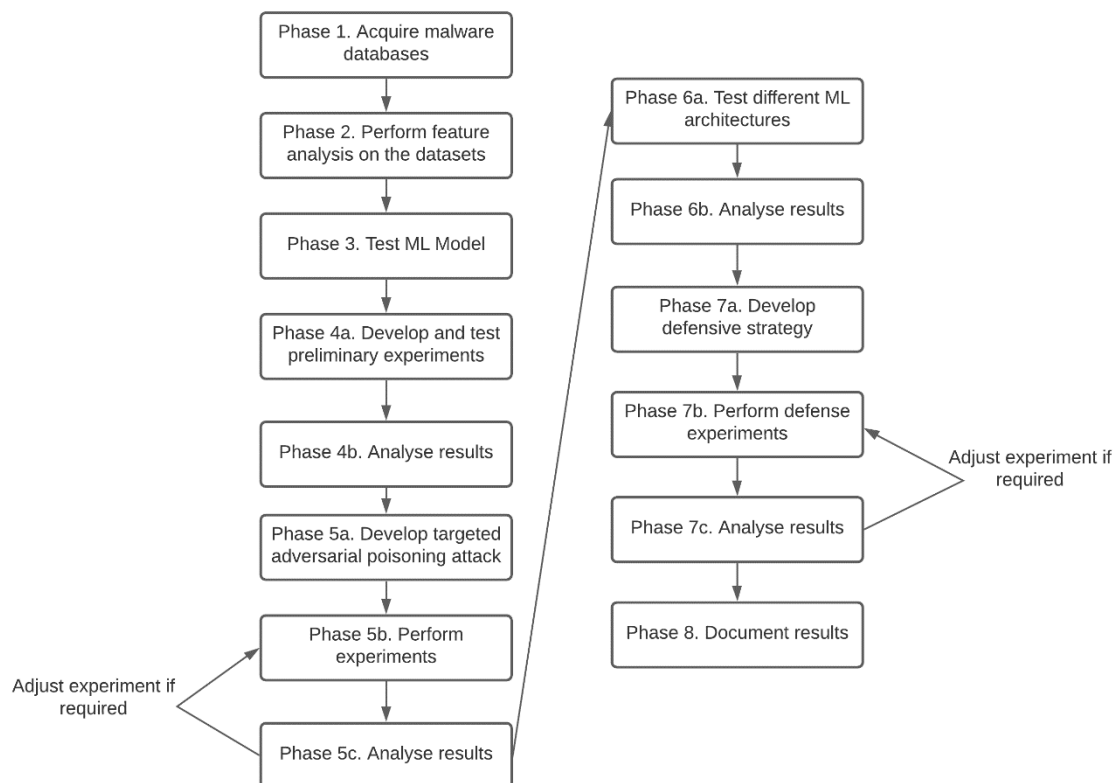 Phase 1. Acquire malware
databases
Phase 2. Perform feature
analysis on the datasets
Phase 3. Test ML Model
Phase 4a. Develop and test
preliminary experiments
Phase 4b. Analyse results
Phase 5a. Develop targeted
adversarial poisoning attack
Phase 5b. Perform
experiments
Adjust experiment if
required
Phase 5c. Analyse results
Phase 6a. Test different ML
architectures
Phase 6b. Analyse results
Phase 7a. Develop
defensive strategy
Phase 7b. Perform defense
experiments
Adjust experiment if
required
Phase 7c. Analyse results
Phase 8. Document results